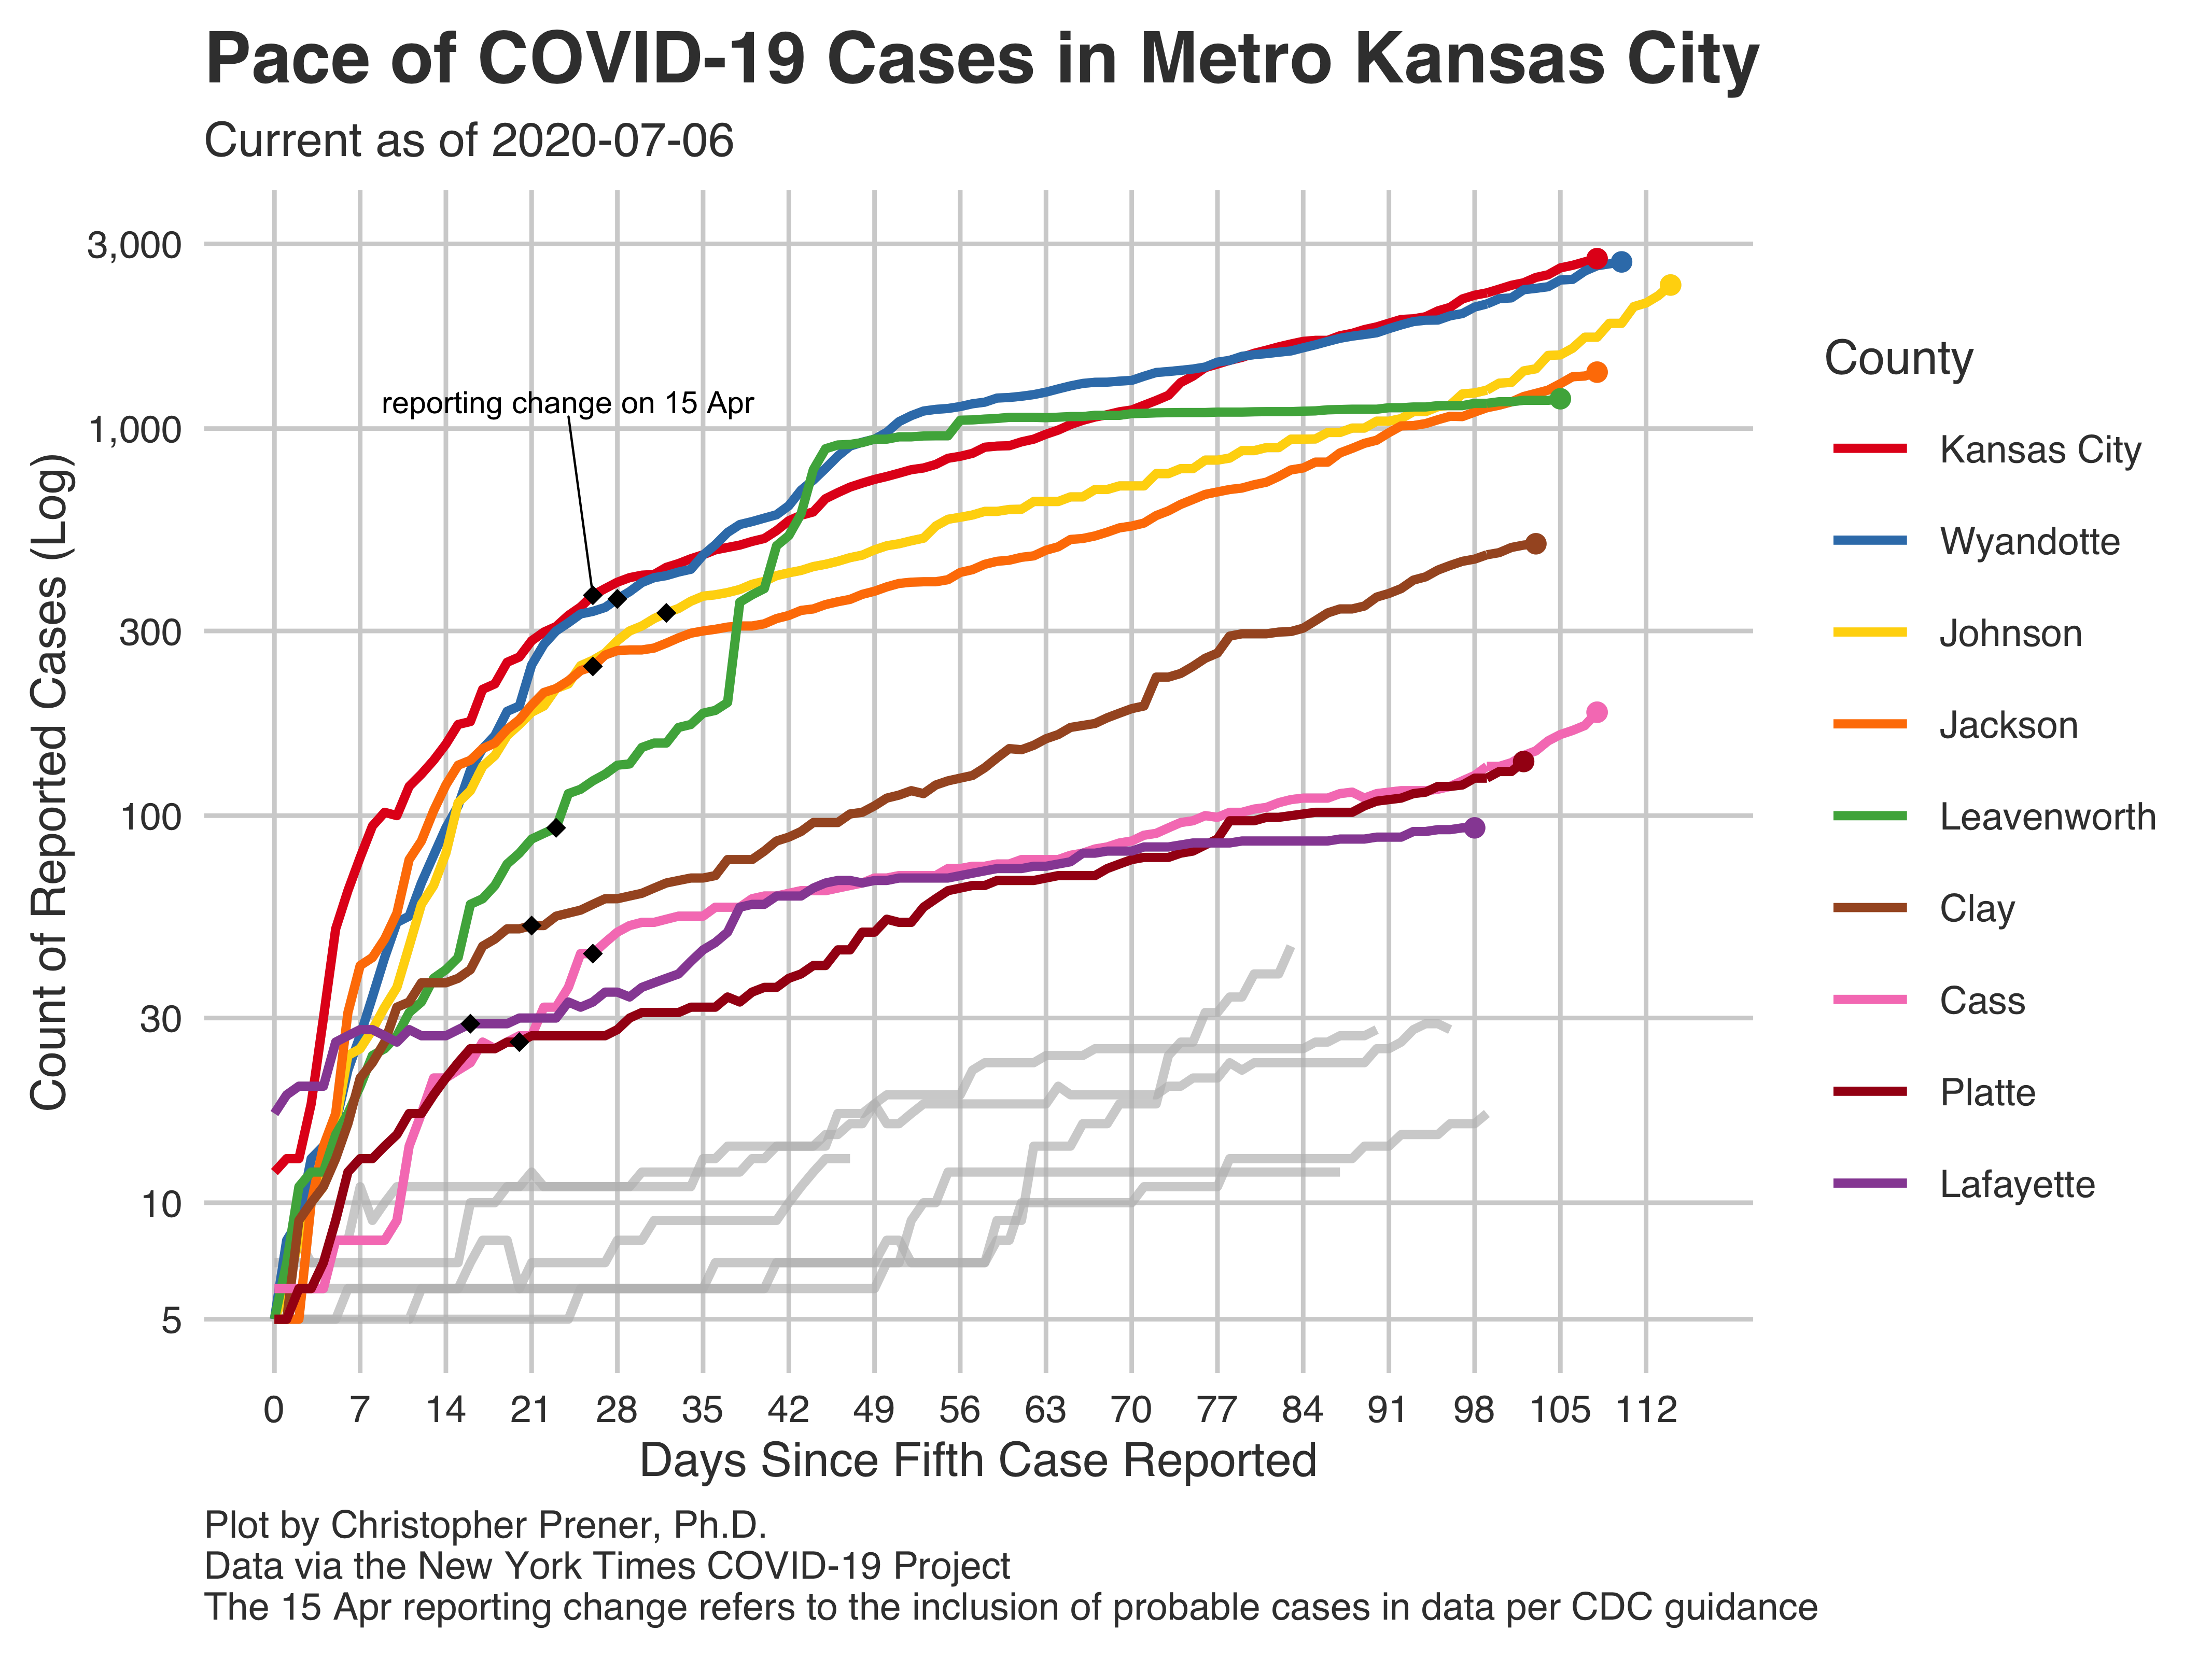 Pace of COVID-19 Cases in Metro Kansas City
Current as of 2020-07-06
3,000
1,000
300
100
30
10
5
Count of Reported Cases (Log)
reporting change on 15 Apr
0 7 14 21 28 35 42 49 56 63 70 77 84 91 98 105 112
Days Since Fifth Case Reported
County
Kansas City
Wyandotte
Johnson
Jackson
Leavenworth
Clay
Cass
Platte
Lafayette
Plot by Christopher Prener, Ph.D.
Data via the New York Times COVID-19 Project
The 15 Apr reporting change refers to the inclusion of probable cases in data per CDC guidance